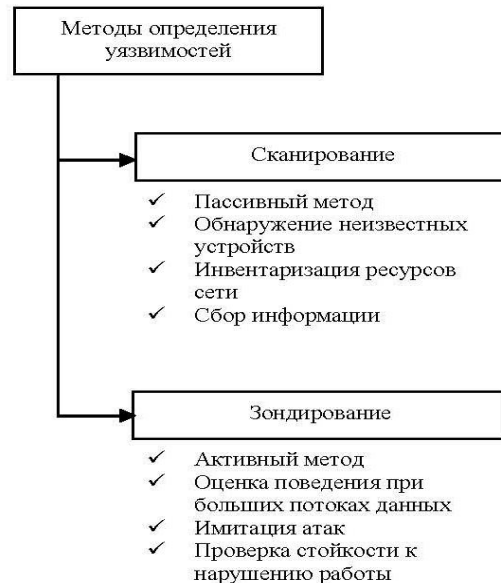 Методы определения
уязвимостей
Сканирование
✓ Пассивный метод
✓ Обнаружение неизвестных
устройств
✓ Инвентаризация ресурсов
сети
✓ Сбор информации
Зондирование
✓ Активный метод
✓ Оценка поведения при
больших потоках данных
✓ Имитация атак
✓ Проверка стойкости к
нарушению работы